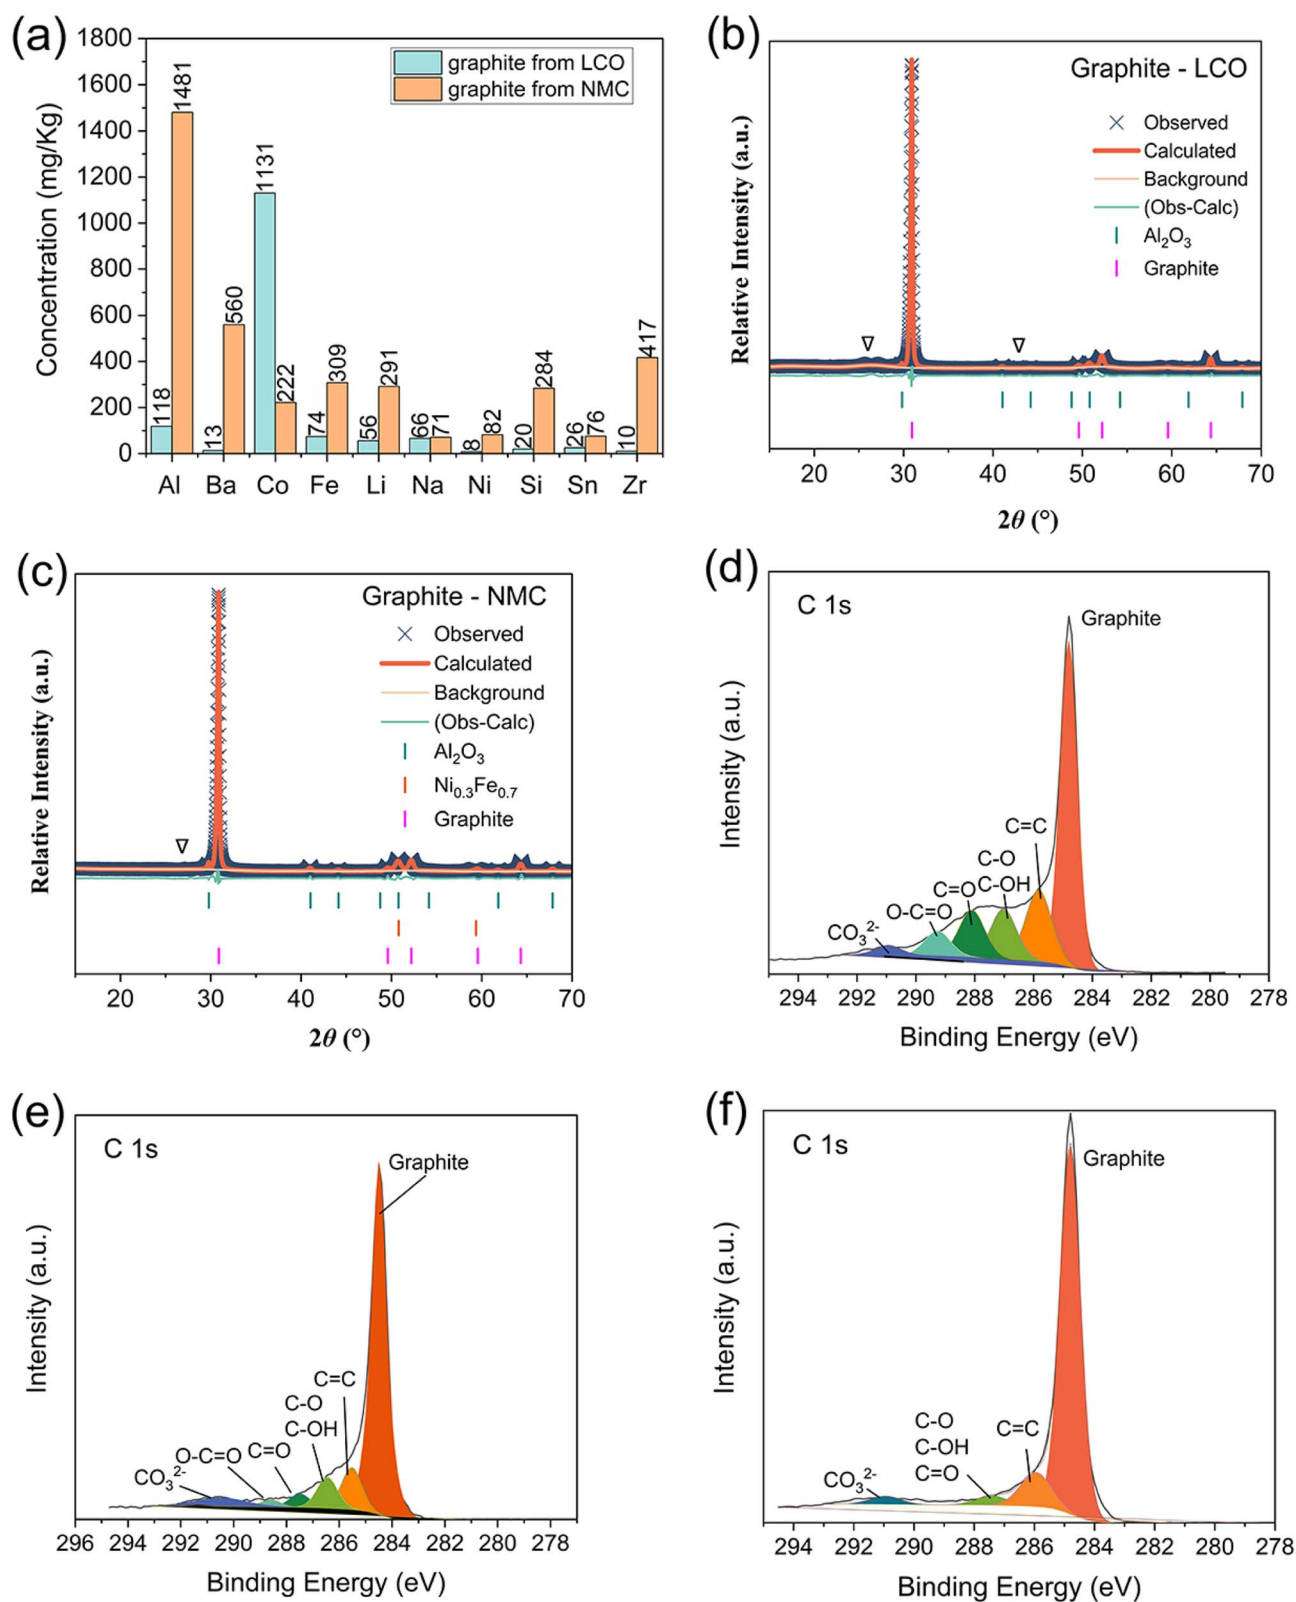 (a)
1800
1600
1400
1200
1000
800
600
400
200
0
Concentration (mg/Kg)
graphite from LCO
graphite from NMC
118
1481
13
560
1131
222
74
309
56
291
66
71
8
82
20
284
26
76
10
417
Al Ba Co Fe Li Na Ni Si Sn Zr
(b)
Graphite - LCO
Observed
Calculated
Background
(Obs-Calc)
Al2O3
Graphite
Relative Intensity (a.u.)
20 30 40 50 60 70
2θ (°)
(c)
Graphite - NMC
Observed
Calculated
Background
(Obs-Calc)
Al2O3
Ni0.3Fe0.7
Graphite
Relative Intensity (a.u.)
20 30 40 50 60 70
2θ (°)
(d)
C 1s
Graphite
C=C
C-O
C-OH
C=O
O-C=O
CO3 2-
Intensity (a.u.)
294 292 290 288 286 284 282 280 278
Binding Energy (eV)
(e)
C 1s
Graphite
C=C
C-O
C-OH
C=O
O-C=O
CO3 2-
Intensity (a.u.)
296 294 292 290 288 286 284 282 280 278
Binding Energy (eV)
(f)
C 1s
Graphite
C-O
C-OH
C=O
C=C
CO3 2-
Intensity (a.u.)
294 292 290 288 286 284 282 280 278
Binding Energy (eV)